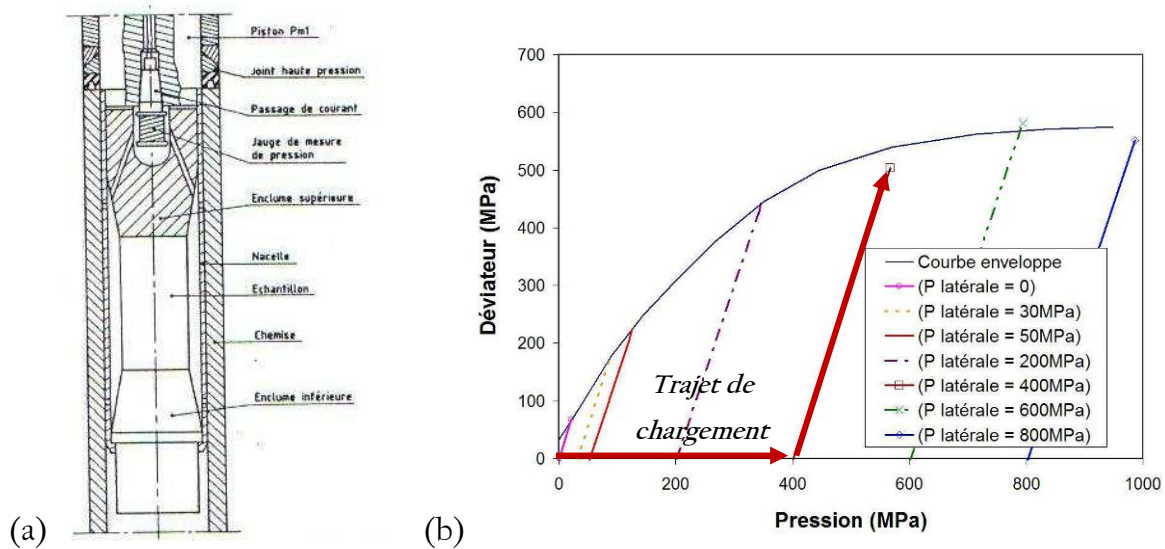 Piston Pm1
Joint haute pression
Passage de courant
Jauge de mesure
de pression
Enclume supérieure
Nacelle
Echantillon
Chemise
Enclume inférieure
(a)
(b)
Déviateur (MPa)
700
600
500
400
300
200
100
0
Trajet de
chargement
Courbe enveloppe
(P latérale = 0)
(P latérale = 30MPa)
(P latérale = 50MPa)
(P latérale = 200MPa)
(P latérale = 400MPa)
(P latérale = 600MPa)
(P latérale = 800MPa)
0
200
400
600
800
1000
Pression (MPa)